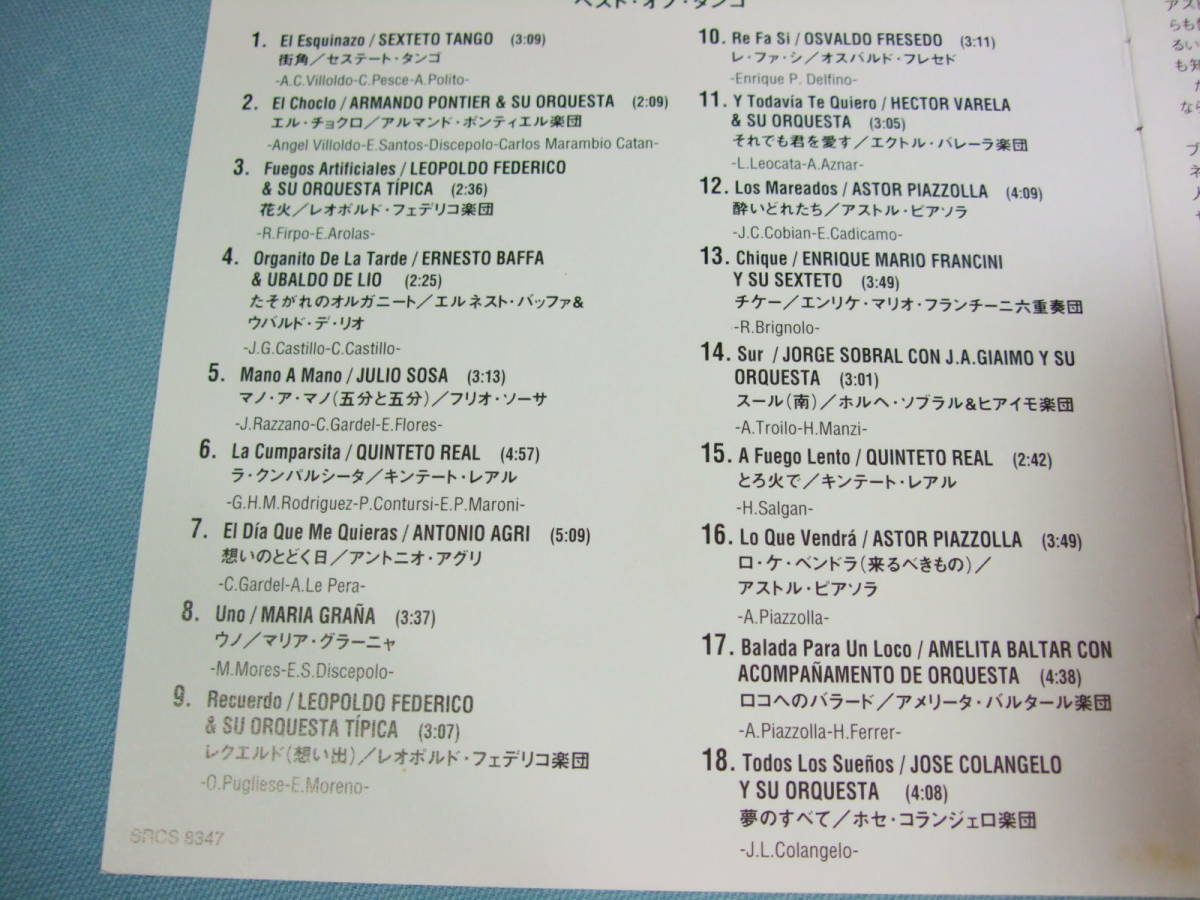 ベスト・オブ・タンゴ
1. El Esquinazo / SEXTETO TANGO (3:09)
街角／セステート・タンゴ
-A.C.Villoldo-C.Pesce-A.Polito-
2. El Choclo / ARMANDO PONTIER & SU ORQUESTA (2:09)
エル・チョクロ／アルマンド・ポンティエル楽団
-Angel Villoldo-E.Santos-Discepolo-Carlos Marambio Catan-
3. Fuegos Artificiales / LEOPOLDO FEDERICO
& SU ORQUESTA TÍPICA (2:36)
花火／レオポルド・フェデリコ楽団
-R.Firpo-E.Arolas-
4. Organito De La Tarde / ERNESTO BAFFA
& UBALDO DE LIO (2:25)
たそがれのオルガニート／エルネスト・バッファ&
ウバルド・デ・リオ
-J.G.Castillo-C.Castillo-
5. Mano A Mano / JULIO SOSA (3:13)
マノ・ア・マノ(五分と五分)／フリオ・ソーサ
-J.Razzano-C.Gardel-E.Flores-
6. La Cumparsita / QUINTETO REAL (4:57)
ラ・クンパルシータ／キンテート・レアル
-G.H.M.Rodriguez-P.Contursi-E.P.Maroni-
7. El Día Que Me Quieras / ANTONIO AGRI (5:09)
想いのとどく日／アントニオ・アグリ
-C.Gardel-A.Le Pera-
8. Uno / MARIA GRAÑA (3:37)
ウノ／マリア・グラーニャ
-M.Mores-E.S.Discepolo-
9. Recuerdo / LEOPOLDO FEDERICO
& SU ORQUESTA TÍPICA (3:07)
レクエルド(想い出)／レオポルド・フェデリコ楽団
-O.Pugliese-E.Moreno-
SRCS 8347
10. Re Fa Si / OSVALDO FRESEDO (3:11)
レ・ファ・シ／オスバルド・フレセド
-Enrique P. Delfino-
11. Y Todavía Te Quiero / HECTOR VARELA
& SU ORQUESTA (3:05)
それでも君を愛す／エクトル・バレーラ楽団
-L.Leocata-A.Aznar-
12. Los Mareados / ASTOR PIAZZOLLA (4:09)
酔いどれたち／アストル・ピアソラ
-J.C.Cobian-E.Cadicamo-
13. Chique / ENRIQUE MARIO FRANCINI
Y SU SEXTETO (3:49)
チケー／エンリケ・マリオ・フランチーニ六重奏団
-R.Brignolo-
14. Sur / JORGE SOBRAL CON J.A.GIAIMO Y SU
ORQUESTA (3:01)
スール(南)／ホルヘ・ソブラル&ヒアイモ楽団
-A.Troilo-H.Manzi-
15. A Fuego Lento / QUINTETO REAL (2:42)
とろ火で／キンテート・レアル
-H.Salgan-
16. Lo Que Vendrá / ASTOR PIAZZOLLA (3:49)
ロ・ケ・ベンドラ(来るべきもの)／
アストル・ピアソラ
-A.Piazzolla-
17. Balada Para Un Loco / AMELITA BALTAR CON
ACOMPAÑAMENTO DE ORQUESTA (4:38)
ロコへのバラード／アメリータ・バルタール楽団
-A.Piazzolla-H.Ferrer-
18. Todos Los Sueños / JOSE COLANGELO
Y SU ORQUESTA (4:08)
夢のすべて／ホセ・コランジェロ楽団
-J.L.Colangelo-